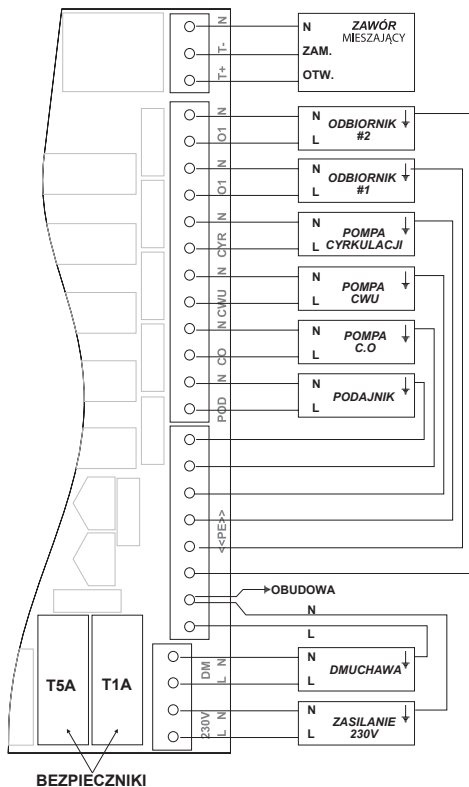 N
T-
T+
N
ZAM.
OTW.
ZAWÓR
MIESZAJĄCY
N
O1
N
L
ODBIORNIK
#2
N
O1
N
L
ODBIORNIK
#1
N
CYR
N
L
POMPA
CYRKULACJI
N
CWU
N
L
POMPA
CWU
N
CO
N
L
POMPA
C.O
N
POD
N
L
PODAJNIK
<<PE>>
OBUDOWA
N
L
DM
L N
N
L
DMUCHAWA
230V
L N
N
L
ZASILANIE
230V
T5A
T1A
BEZPIECZNIKI